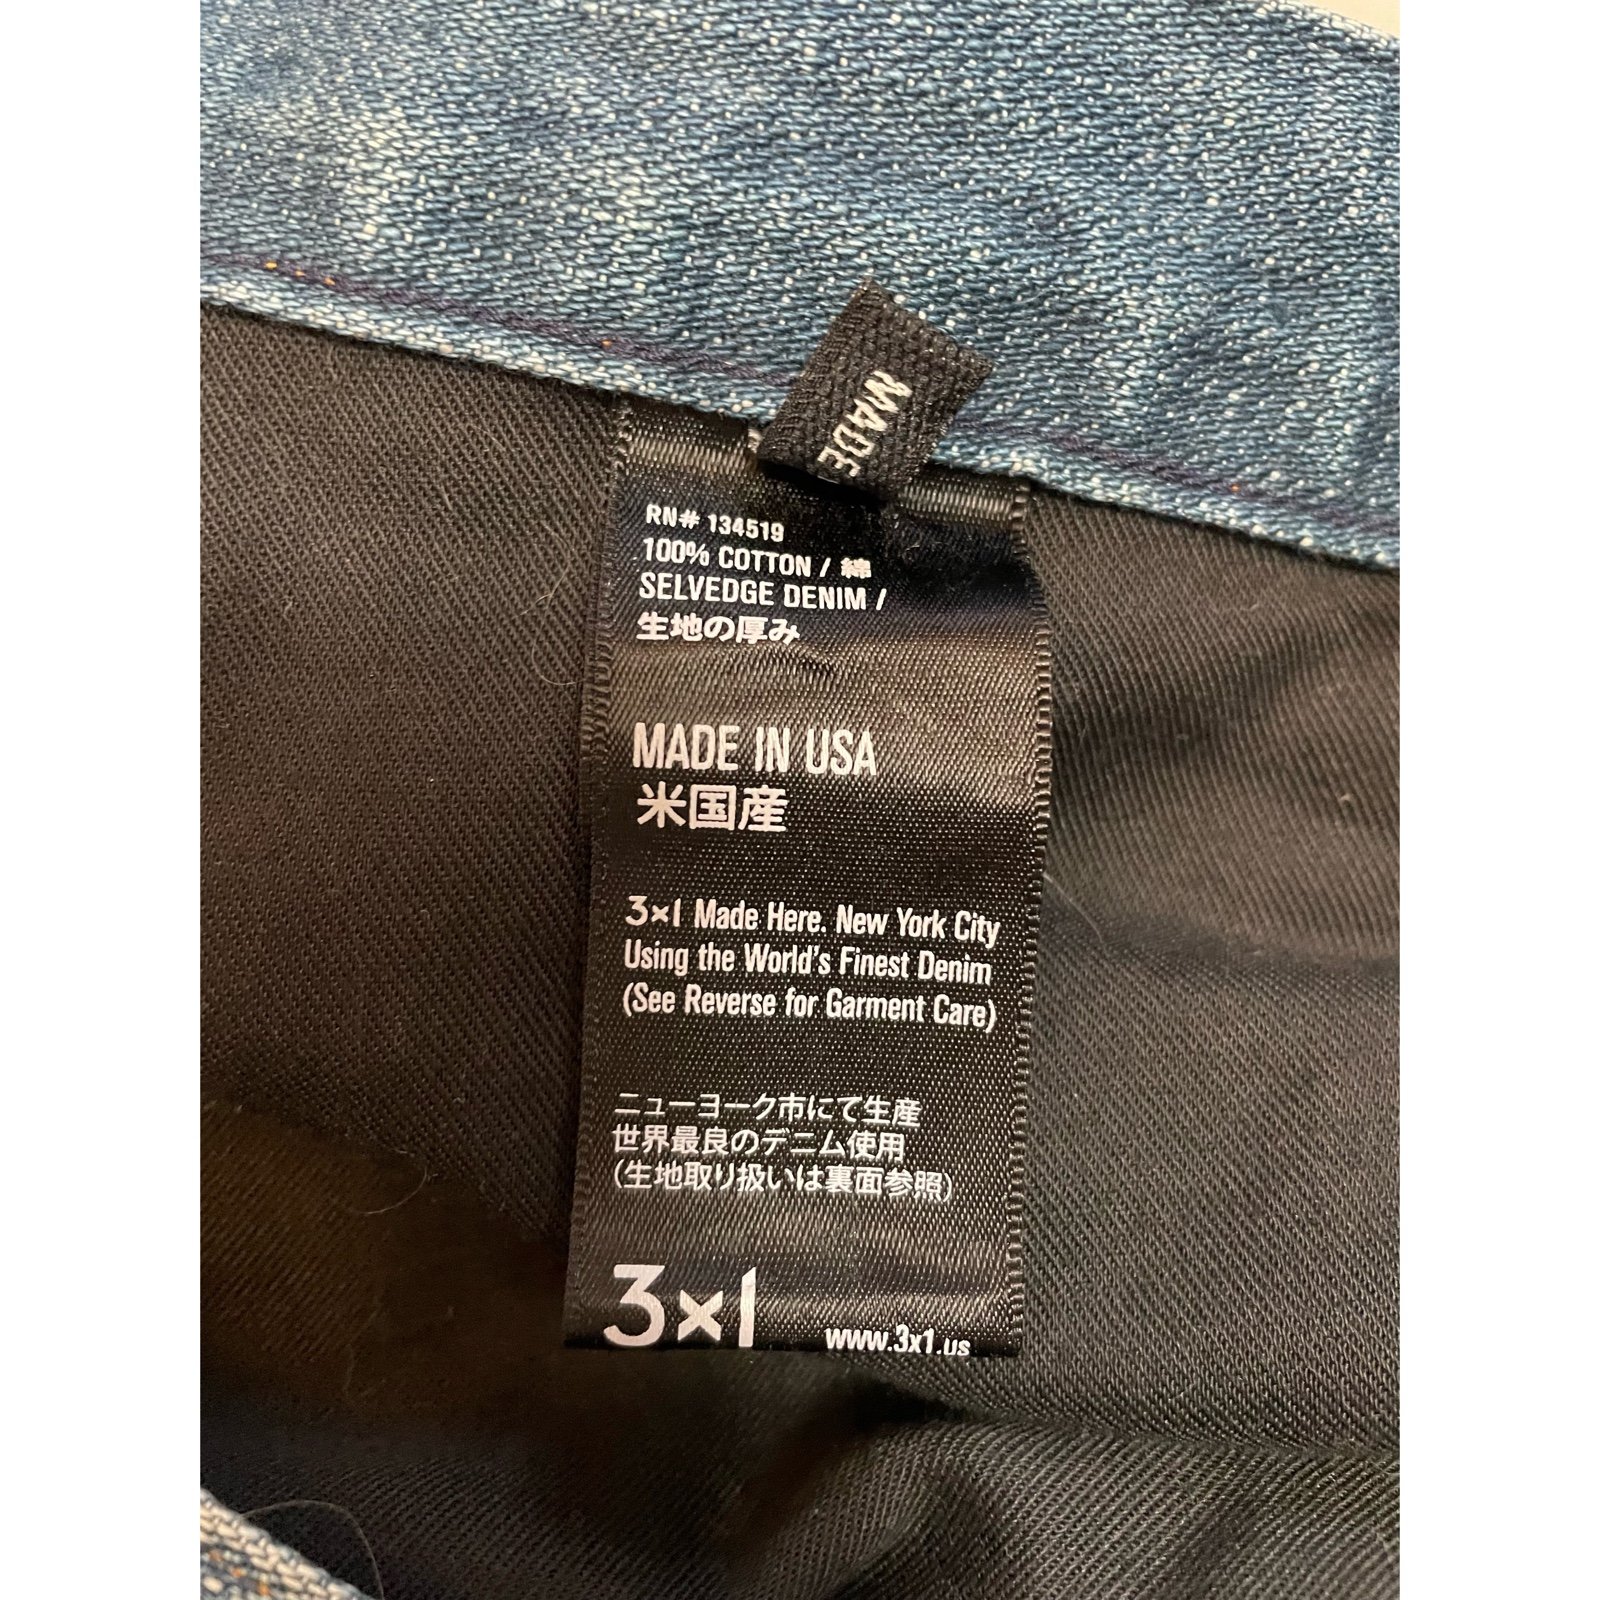 MADE
RN# 134519
100% COTTON / 綿
SELVEDGE DENIM /
生地の厚み
MADE IN USA
米国産
3×1 Made Here. New York City
Using the World's Finest Denim
(See Reverse for Garment Care)
ニューヨーク市にて生産
世界最良のデニム使用
(生地取り扱いは裏面参照)
3×1 www.3x1.us